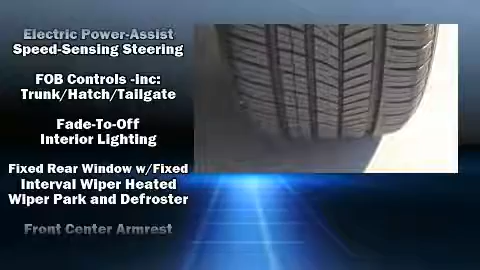 Electric Power-Assist
Speed-Sensing Steering
FOB Controls -Inc:
Trunk/Hatch/Tailgate
Fade-To-Off
Interior Lighting
Fixed Rear Window w/Fixed
Interval Wiper Heated
Wiper Park and Defroster
Front Center Armrest